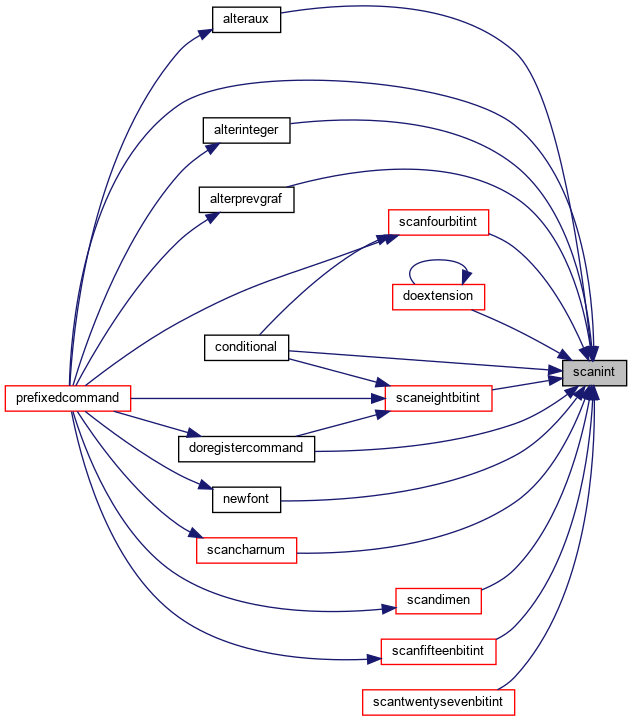 alteraux
alterinteger
alterprevgraf
scanfourbitint
doextension
conditional
scanint
prefixedcommand
scaneightbitint
doregistercommand
newfont
scancharnum
scandimen
scanfifteenbitint
scantwentysevenbitint